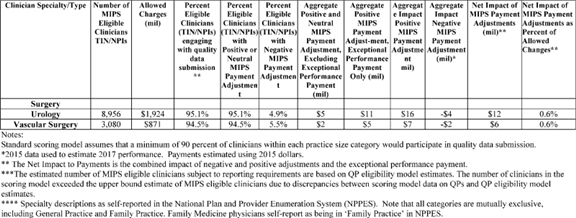 Clinician Specialty/Type | Number of MIPS Eligible Clinicians TIN/NPIs | Allowed Charges (mil) | Percent Eligible Clinicians (TIN/NPIs) engaging with quality data submission ** | Percent Eligible Clinicians (TIN/NPIs) with Positive or Neutral MIPS Payment Adjustmen t | Percent Eligible Clinicians (TIN/NPIs) with Negative MIPS Payment Adjustmen t | Aggregate Positive and Neutral MIPS Payment Adjustment, Excluding Exceptional Performance Payment (mil) | Aggregate Positive MIPS Payment Adjust-ment, Exceptional Performance Payment Only (mil) | Aggregat e Impact Positive MIPS Payment Adjustme nt mil) | Aggregate Impact Negative MIPS Payment Adjustment (mil)* | Net Impact of MIPS Payment Adjustments (mil)** | Net Impact of MIPS Payment Adjustments as Percent of Allowed Changes**
Surgery
Urology | 8,956 | $1,924 | 95.1% | 95.1% | 4.9% | $5 | $11 | $16 | -$4 | $12 | 0.6%
Vascular Surgery | 3,080 | $871 | 94.5% | 94.5% | 5.5% | $2 | $5 | $7 | -$2 | $6 | 0.6%
Notes:
Standard scoring model assumes that a minimum of 90 percent of clinicians within each practice size category would participate in quality data submission.
*2015 data used to estimate 2017 performance. Payments estimated using 2015 dollars.
** The Net Impact to Payments is the combined impact of negative and positive adjustments and the exceptional performance payment.
***The estimated number of MIPS eligible clinicians subject to reporting requirements are based on QP eligibility model estimates. The number of clinicians in the
scoring model exceeded the upper bound estimate of MIPS eligible clinicians due to discrepancies between scoring model data on QPs and QP eligibility model
estimates.
**** Specialty descriptions as self-reported in the National Plan and Provider Enumeration System (NPPES). Note that all categories are mutually exclusive,
including General Practice and Family Practice. Family Medicine physicians self-report as being 'Family Practice' in NPPES.